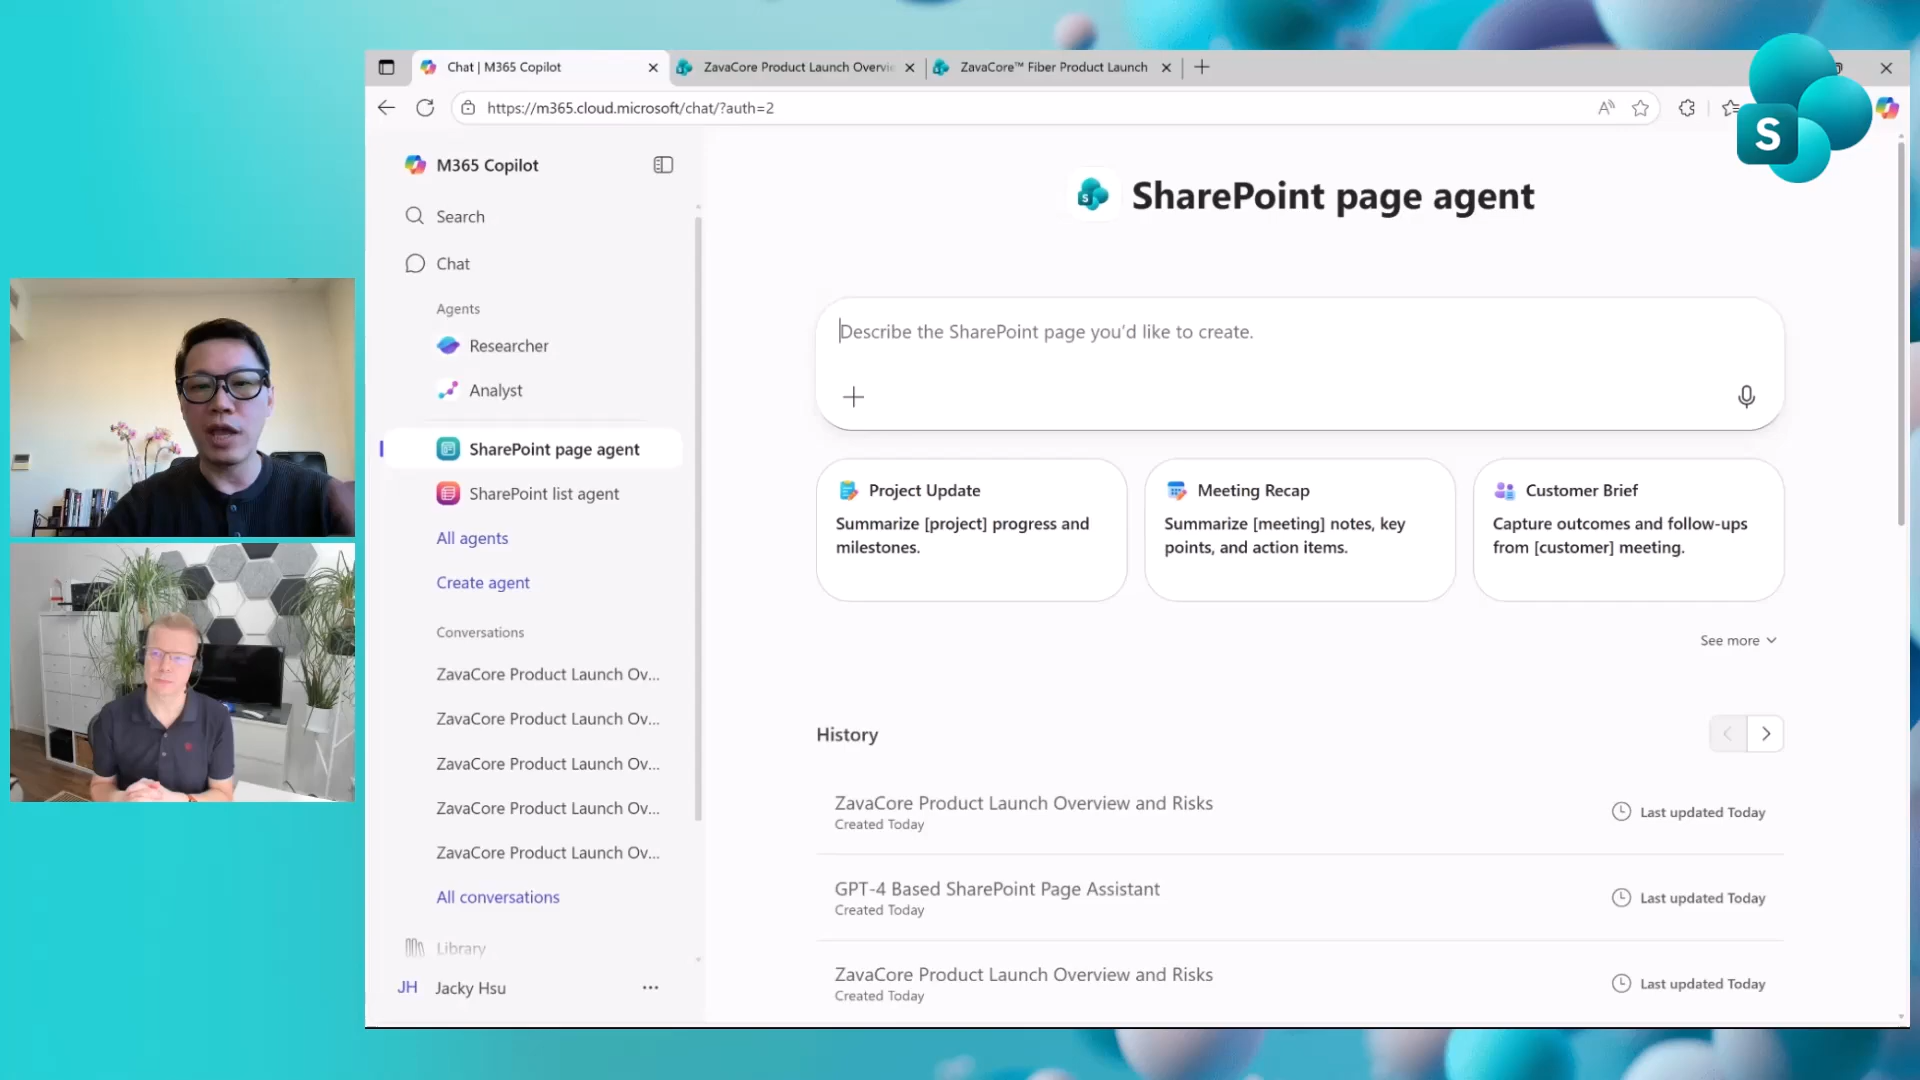 Chat | M365 Copilot
ZavaCore Product Launch Overvie
ZavaCore™ Fiber Product Launch
https://m365.cloud.microsoft/chat/?auth=2
S
M365 Copilot
Search
Chat
Agents
Researcher
Analyst
SharePoint page agent
SharePoint list agent
All agents
Create agent
Conversations
ZavaCore Product Launch Ov...
ZavaCore Product Launch Ov...
ZavaCore Product Launch Ov...
ZavaCore Product Launch Ov...
ZavaCore Product Launch Ov...
All conversations
Library
JH Jacky Hsu
S SharePoint page agent
Describe the SharePoint page you'd like to create.
Project Update
Summarize [project] progress and
milestones.
Meeting Recap
Summarize [meeting] notes, key
points, and action items.
Customer Brief
Capture outcomes and follow-ups
from [customer] meeting.
See more
History
ZavaCore Product Launch Overview and Risks
Created Today
Last updated Today
GPT-4 Based SharePoint Page Assistant
Created Today
Last updated Today
ZavaCore Product Launch Overview and Risks
Created Today
Last updated Today